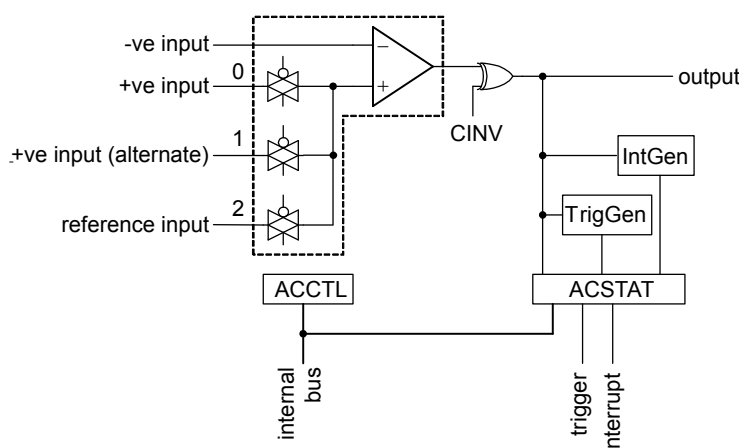 -ve input
−
0
+ve input
+
output
CINV
1
+ve input (alternate)
IntGen
2
reference input
TrigGen
ACCTL
ACSTAT
internal
bus
trigger
nterrupt